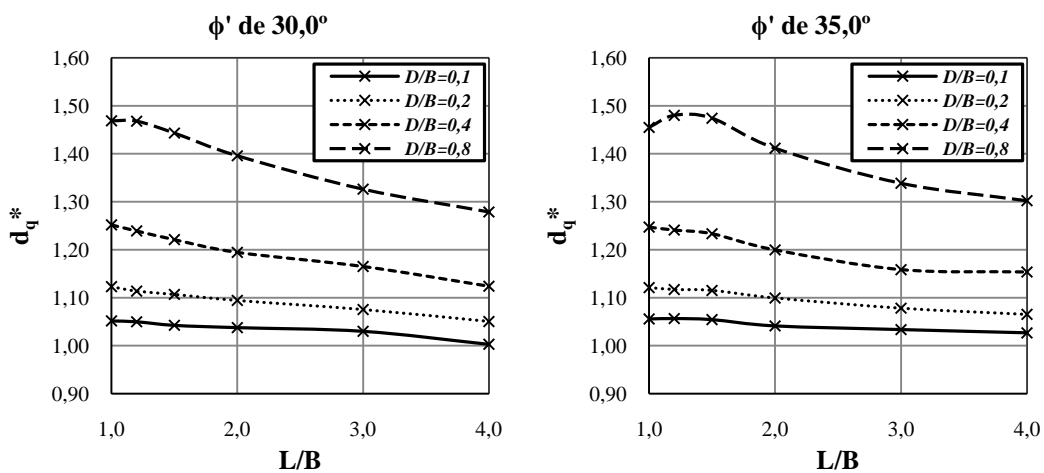 ϕ' de 30,0º
1,60
1,50
1,40
1,30
1,20
1,10
1,00
0,90
dq*
D/B=0,1
D/B=0,2
D/B=0,4
D/B=0,8
1,0 2,0 3,0 4,0
L/B
ϕ' de 35,0º
1,60
1,50
1,40
1,30
1,20
1,10
1,00
0,90
dq*
D/B=0,1
D/B=0,2
D/B=0,4
D/B=0,8
1,0 2,0 3,0 4,0
L/B